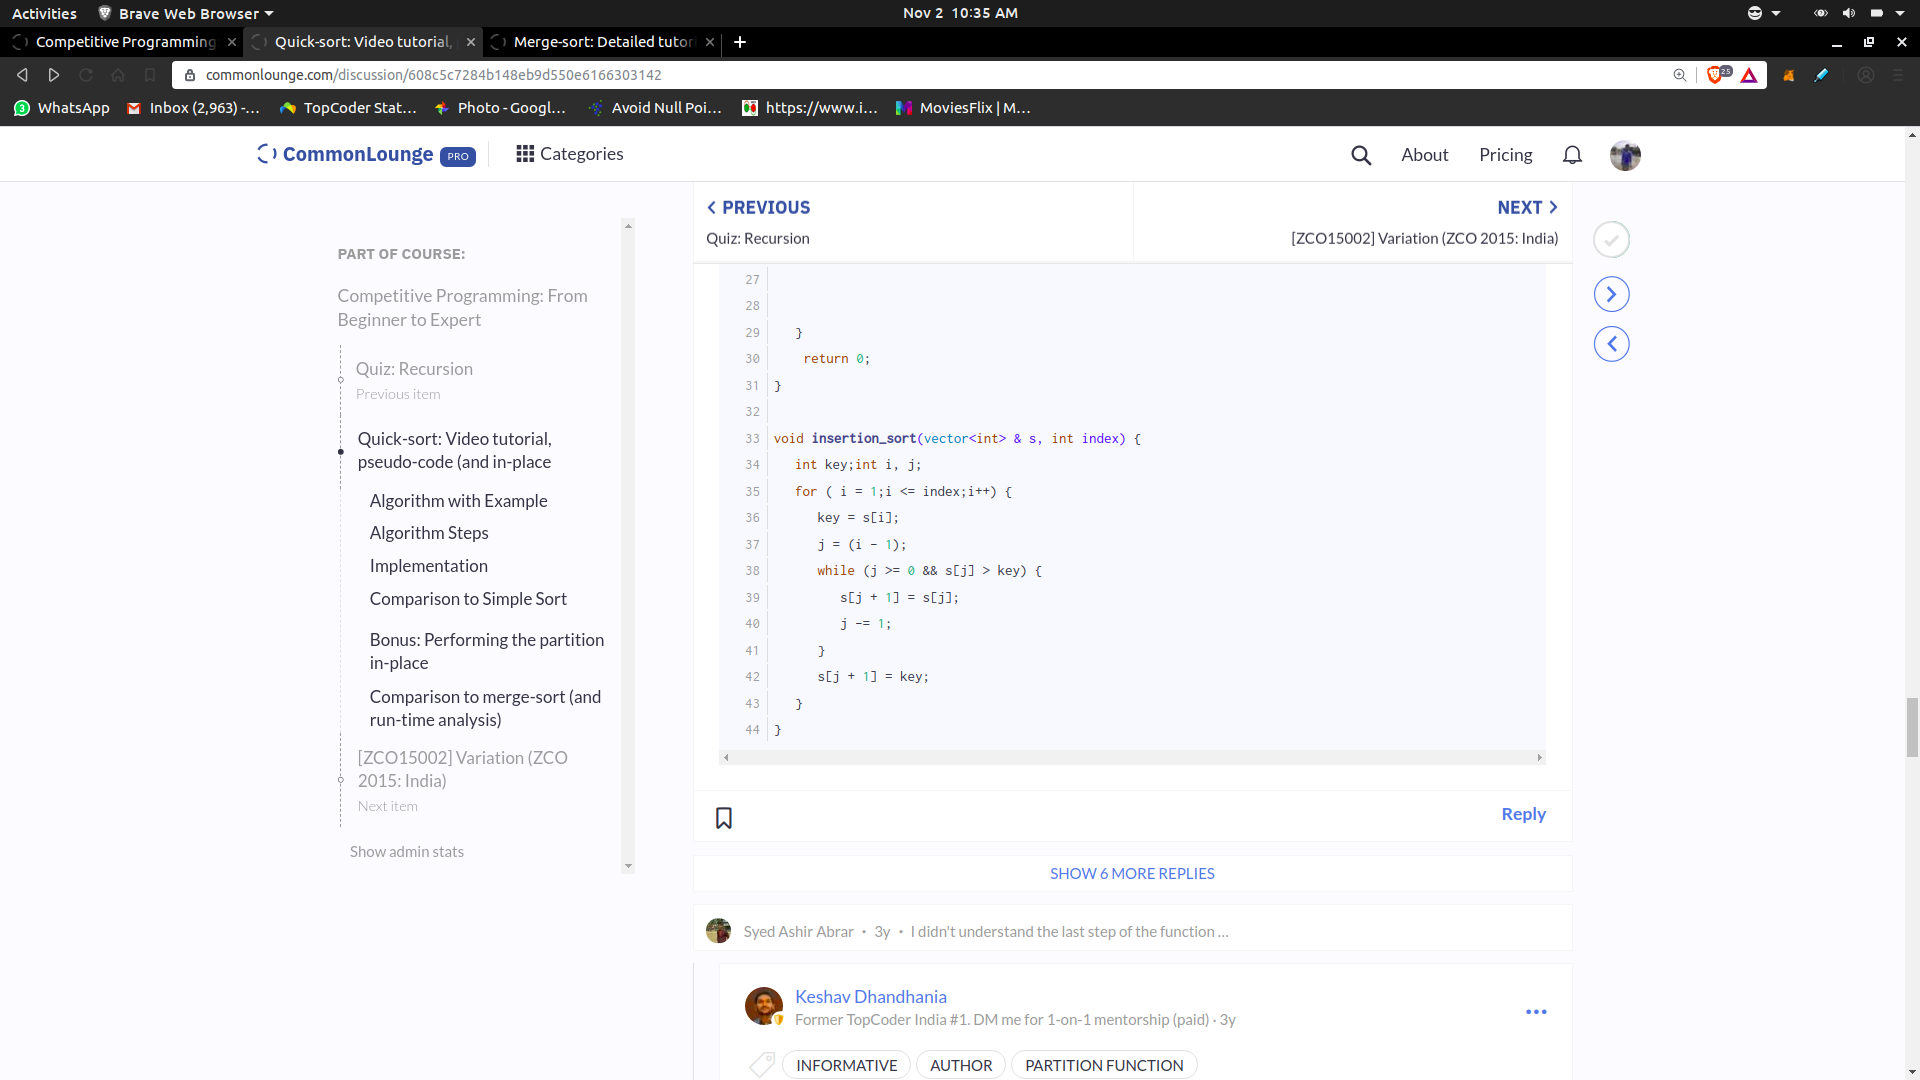 Activities Brave Web Browser Nov 2 10:35 AM
Competitive Programming Quick-sort: Video tutorial, Merge-sort: Detailed tutori
commonlounge.com/discussion/608c5c7284b148eb9d550e6166303142 25
WhatsApp Inbox (2,963) -... TopCoder Stat... Photo - Googl... Avoid Null Poi... https://www.i... MoviesFlix | M...
CommonLounge PRO Categories About Pricing
PREVIOUS NEXT
Quiz: Recursion [ZCO15002] Variation (ZCO 2015: India)
PART OF COURSE:
Competitive Programming: From
Beginner to Expert
Quiz: Recursion
Previous item
Quick-sort: Video tutorial,
pseudo-code (and in-place
Algorithm with Example
Algorithm Steps
Implementation
Comparison to Simple Sort
Bonus: Performing the partition
in-place
Comparison to merge-sort (and
run-time analysis)
[ZCO15002] Variation (ZCO
2015: India)
Next item
Show admin stats
27
28
29 }
30 return 0;
31 }
32
33 void insertion_sort(vector<int> & s, int index) {
34 int key;int i, j;
35 for ( i = 1;i <= index;i++) {
36 key = s[i];
37 j = (i - 1);
38 while (j >= 0 && s[j] > key) {
39 s[j + 1] = s[j];
40 j -= 1;
41 }
42 s[j + 1] = key;
43 }
44 }
Reply
SHOW 6 MORE REPLIES
Syed Ashir Abrar • 3y • I didn't understand the last step of the function ...
Keshav Dhandhania
Former TopCoder India #1. DM me for 1-on-1 mentorship (paid) · 3y
INFORMATIVE AUTHOR PARTITION FUNCTION